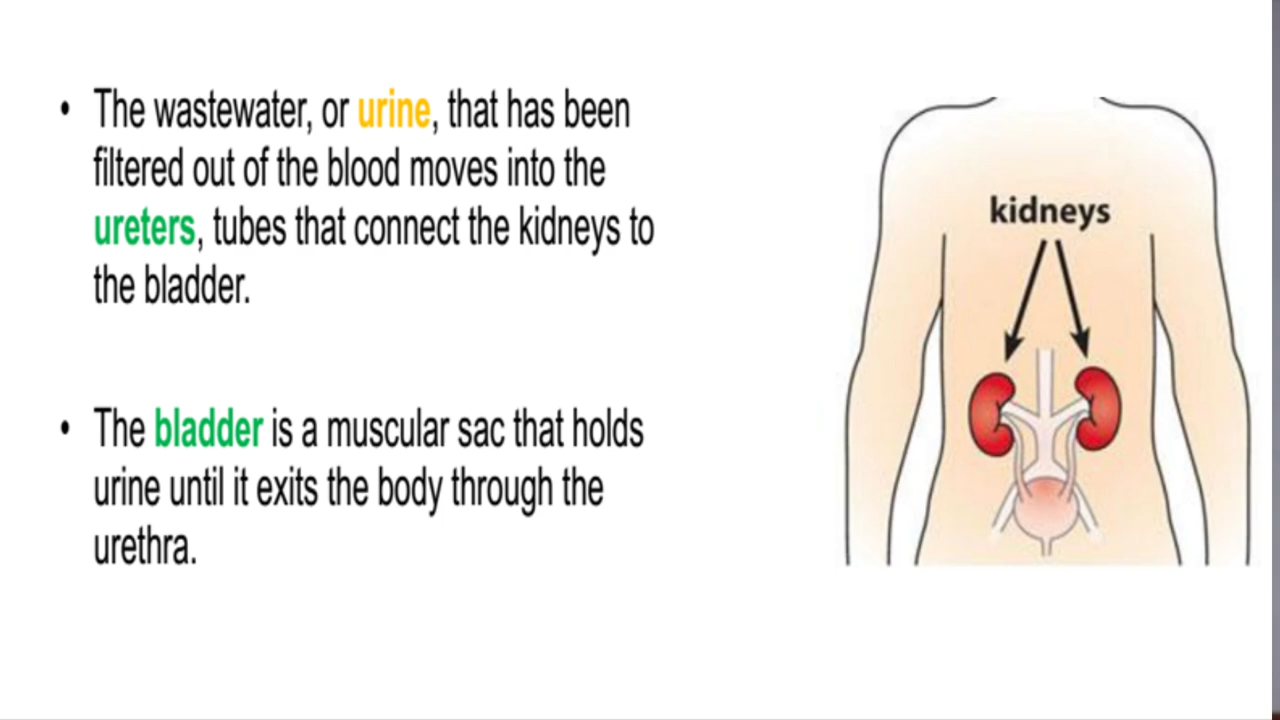 • The wastewater, or urine, that has been
filtered out of the blood moves into the
ureters, tubes that connect the kidneys to
the bladder.
• The bladder is a muscular sac that holds
urine until it exits the body through the
urethra.
kidneys